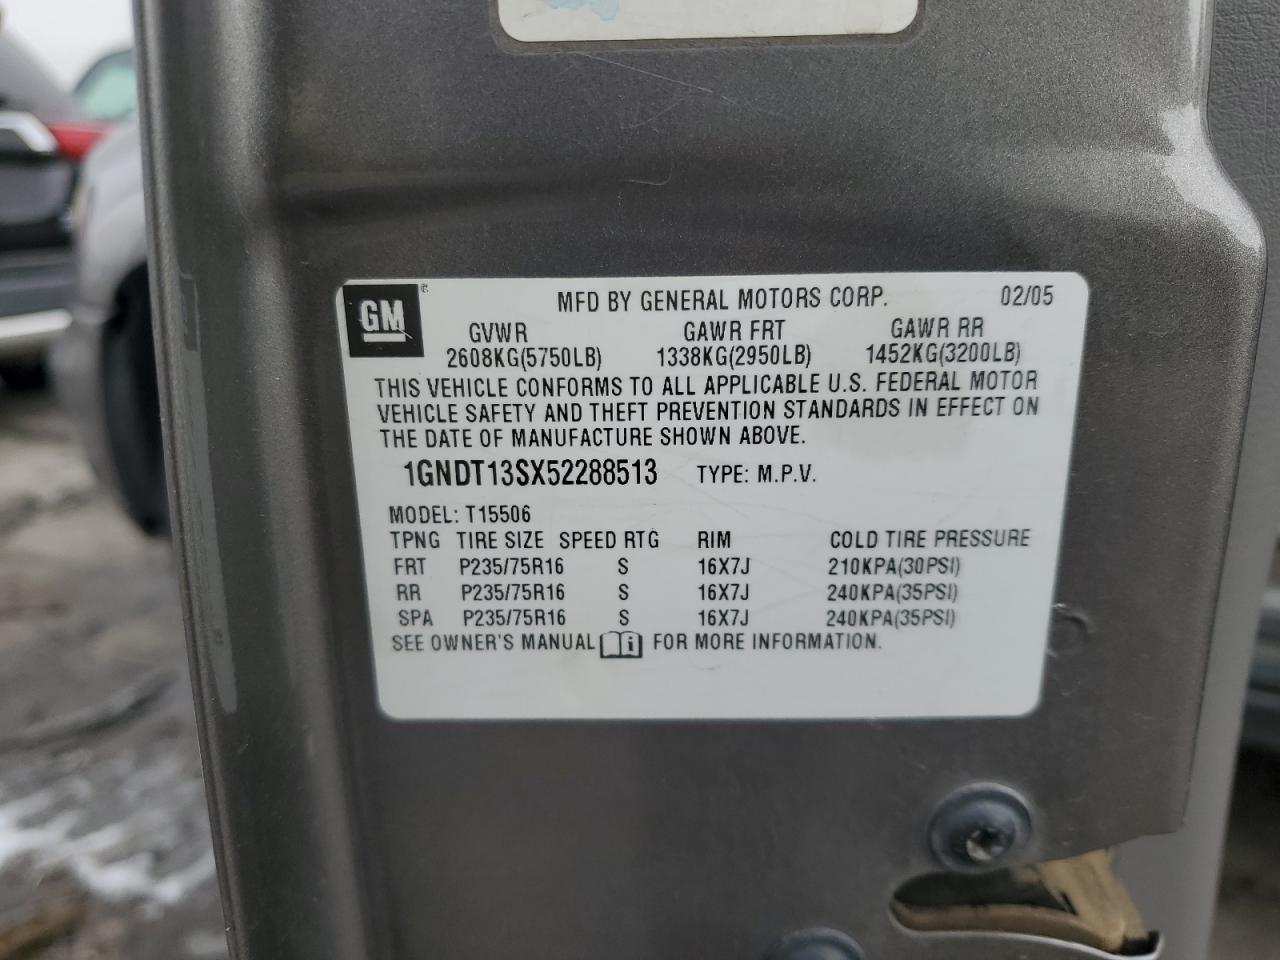 GM
MFD BY GENERAL MOTORS CORP. 02/05
GVWR GAWR FRT GAWR RR
2608KG(5750LB) 1338KG(2950LB) 1452KG(3200LB)
THIS VEHICLE CONFORMS TO ALL APPLICABLE U.S. FEDERAL MOTOR
VEHICLE SAFETY AND THEFT PREVENTION STANDARDS IN EFFECT ON
THE DATE OF MANUFACTURE SHOWN ABOVE.
1GNDT13SX52288513 TYPE: M.P.V.
MODEL: T15506
TPNG TIRE SIZE SPEED RTG RIM COLD TIRE PRESSURE
FRT P235/75R16 S 16X7J 210KPA(30PSI)
RR P235/75R16 S 16X7J 240KPA(35PSI)
SPA P235/75R16 S 16X7J 240KPA(35PSI)
SEE OWNER'S MANUAL i FOR MORE INFORMATION.